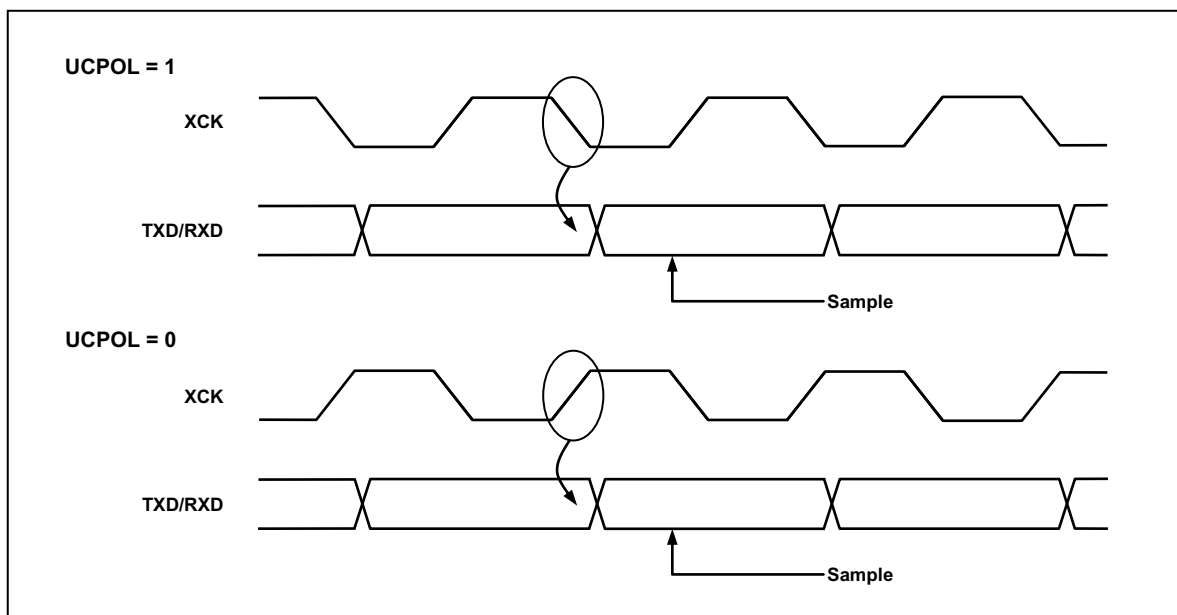 UCPOL = 1
XCK
TXD/RXD
Sample
UCPOL = 0
XCK
TXD/RXD
Sample